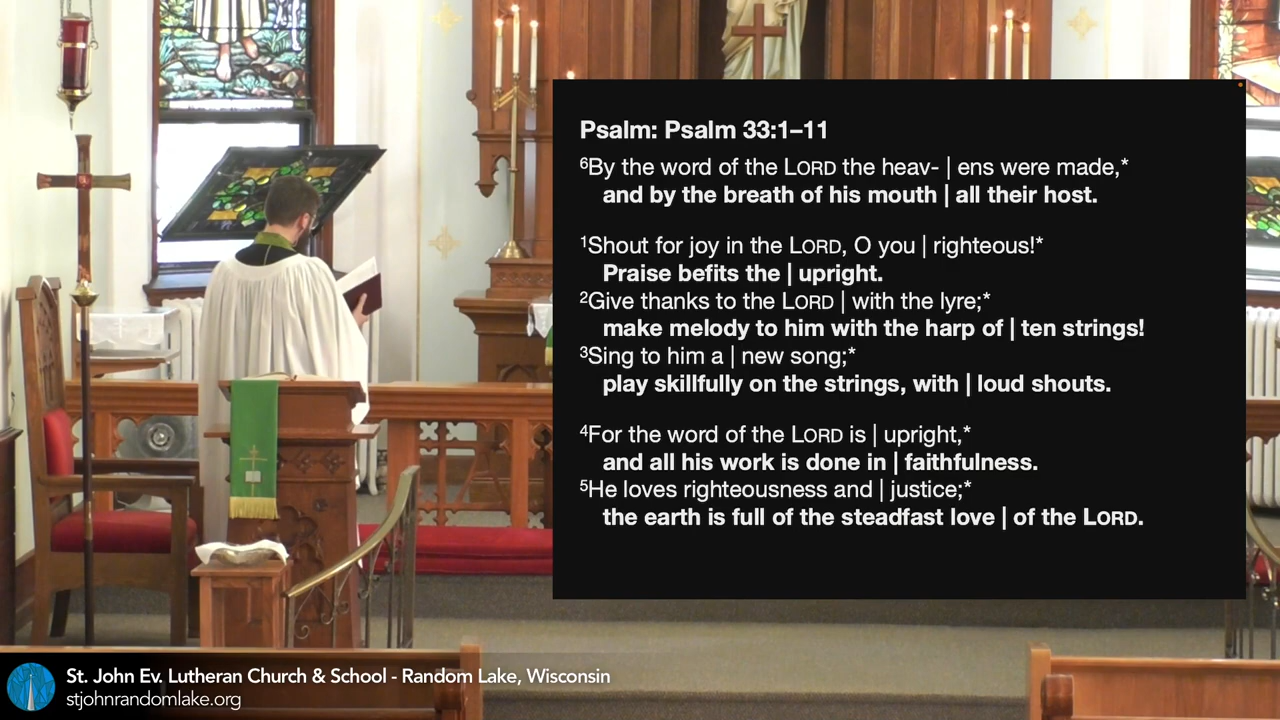 Psalm: Psalm 33:1–11
⁶By the word of the LORD the heav- | ens were made,*
and by the breath of his mouth | all their host.
¹Shout for joy in the LORD, O you | righteous!*
Praise befits the | upright.
²Give thanks to the LORD | with the lyre;*
make melody to him with the harp of | ten strings!
³Sing to him a | new song;*
play skillfully on the strings, with | loud shouts.
⁴For the word of the LORD is | upright,*
and all his work is done in | faithfulness.
⁵He loves righteousness and | justice;*
the earth is full of the steadfast love | of the LORD.
St. John Ev. Lutheran Church & School - Random Lake, Wisconsin
stjohnrandomlake.org